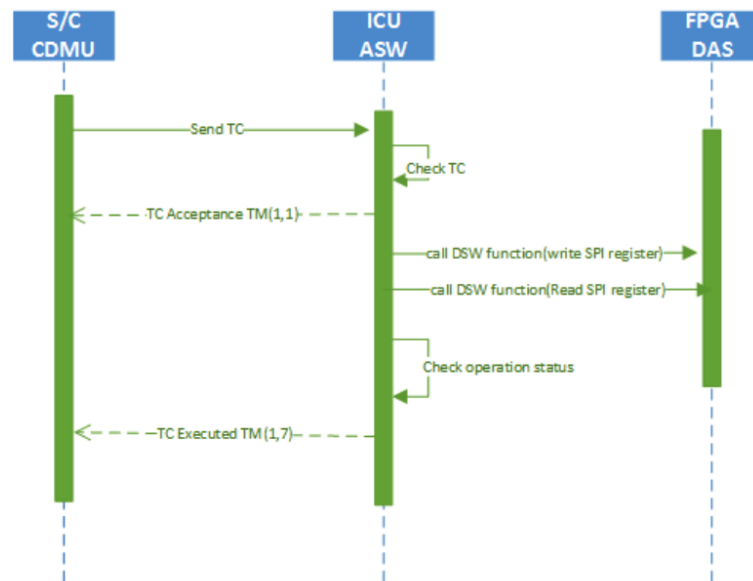 S/C
CDMU
ICU
ASW
FPGA
DAS
Send TC
Check TC
TC Acceptance TM(1,1)
call DSW function(write SPI register)
call DSW function(Read SPI register)
Check operation status
TC Executed TM(1,7)